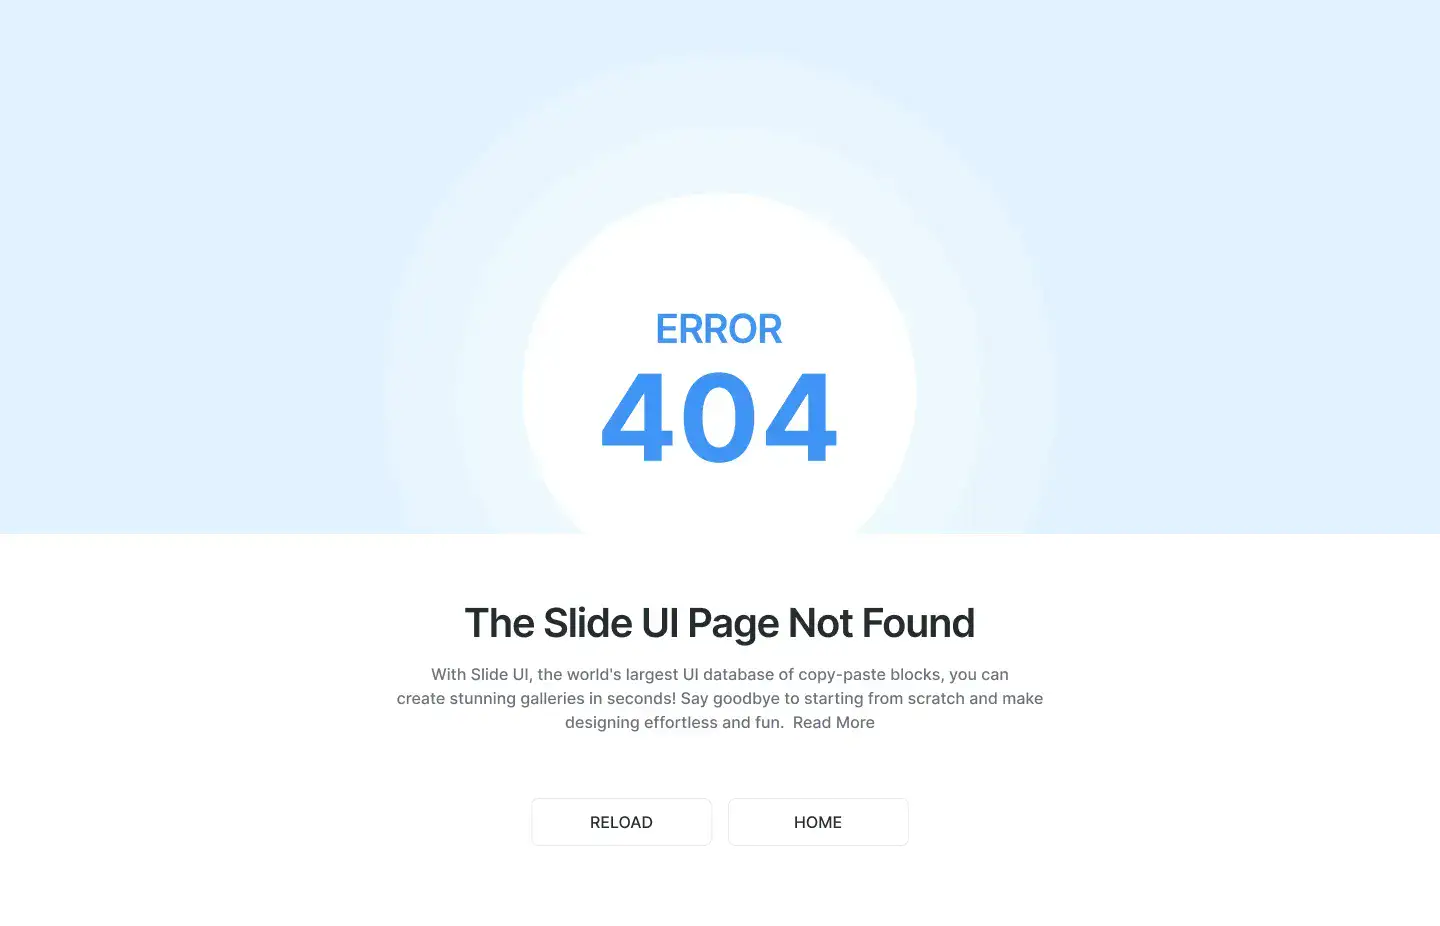 ERROR
404
The Slide UI Page Not Found
With Slide UI, the world's largest UI database of copy-paste blocks, you can
create stunning galleries in seconds! Say goodbye to starting from scratch and make
designing effortless and fun.  Read More
RELOAD
HOME